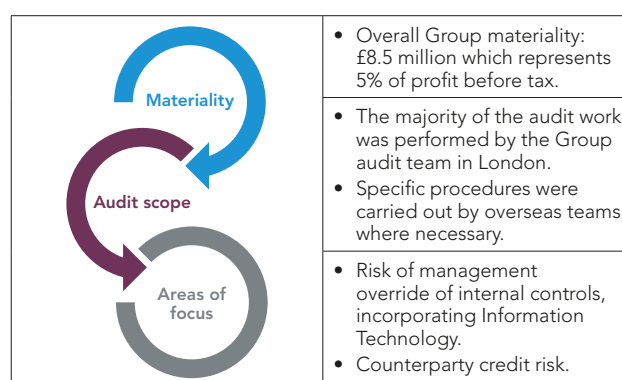 Materiality
• Overall Group materiality:
£8.5 million which represents
5% of profit before tax.
Audit scope
• The majority of the audit work
was performed by the Group
audit team in London.
• Specific procedures were
carried out by overseas teams
where necessary.
Areas of
focus
• Risk of management
override of internal controls,
incorporating Information
Technology.
• Counterparty credit risk.